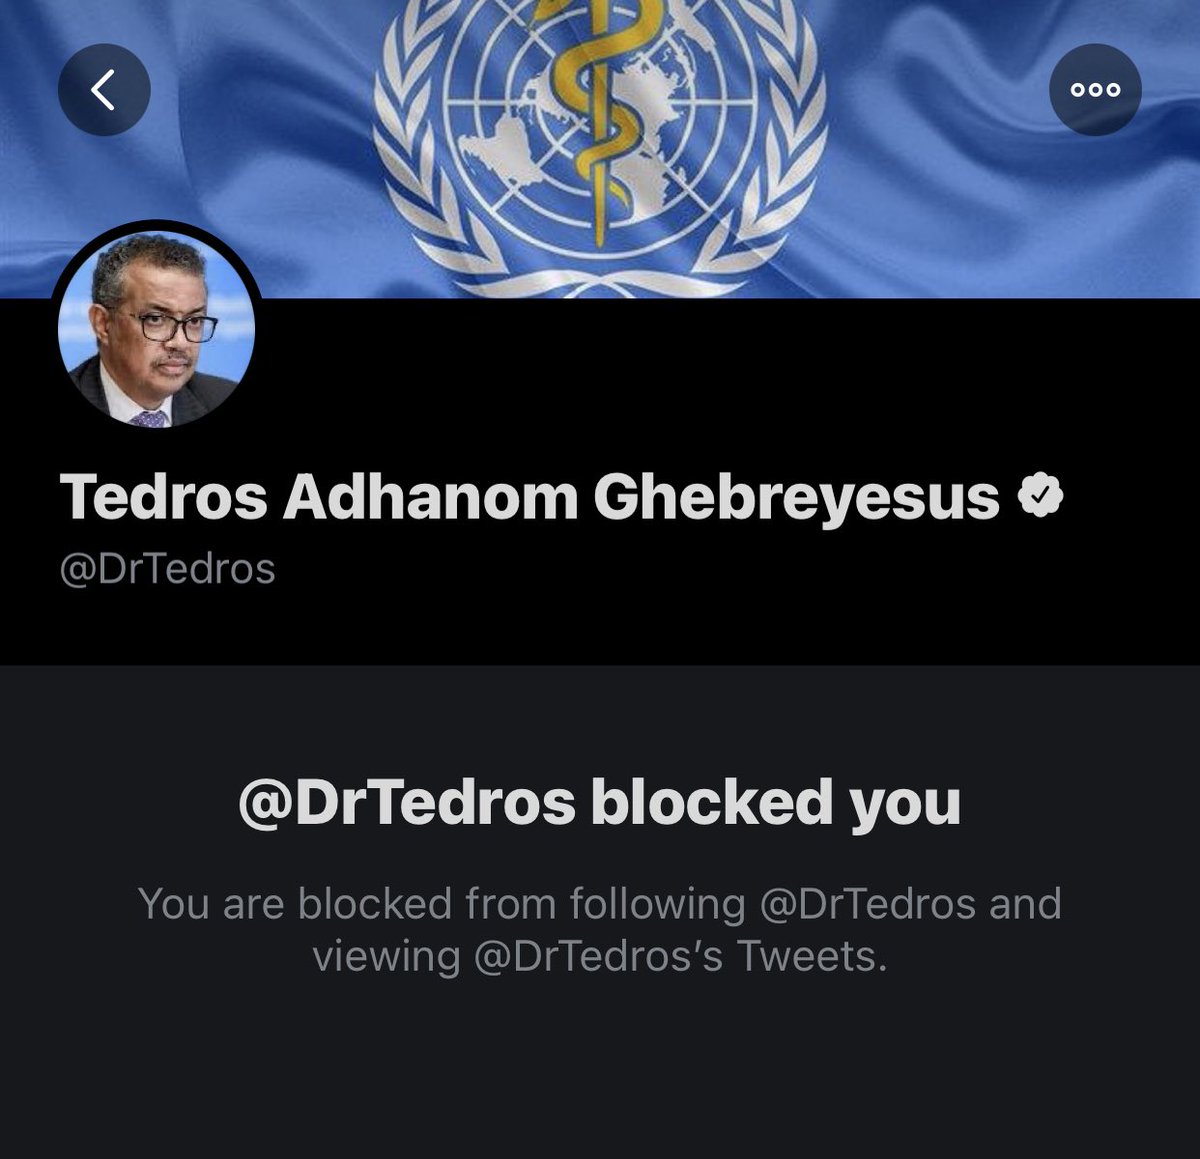 Tedros Adhanom Ghebreyesus
@DrTedros
@DrTedros blocked you
You are blocked from following @DrTedros and
viewing @DrTedros’s Tweets.